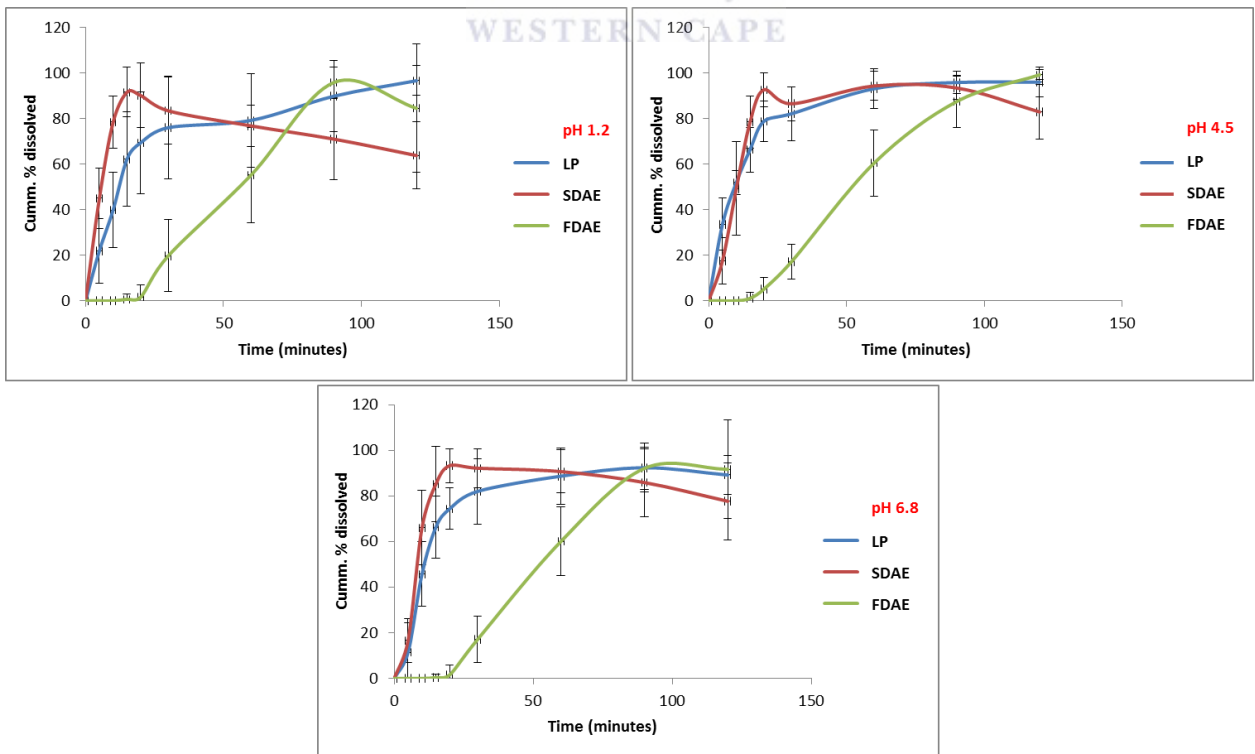 WESTERN CAPE
120
100
80
60
40
20
0
Cumm. % dissolved
0 50 100 150
Time (minutes)
pH 1.2
LP
SDAE
FDAE
120
100
80
60
40
20
0
Cumm. % dissolved
0 50 100 150
Time (minutes)
pH 4.5
LP
SDAE
FDAE
120
100
80
60
40
20
0
Cumm. % dissolved
0 50 100 150
Time (minutes)
pH 6.8
LP
SDAE
FDAE